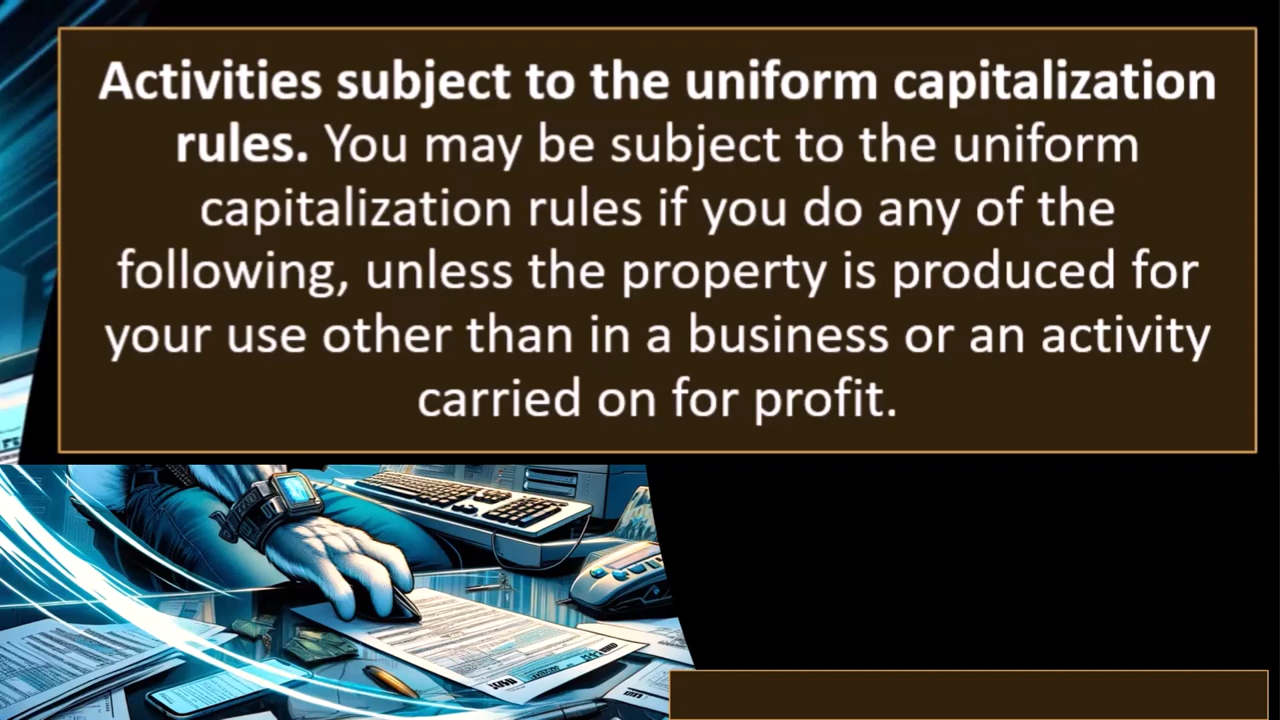 Activities subject to the uniform capitalization
rules. You may be subject to the uniform
capitalization rules if you do any of the
following, unless the property is produced for
your use other than in a business or an activity
carried on for profit.